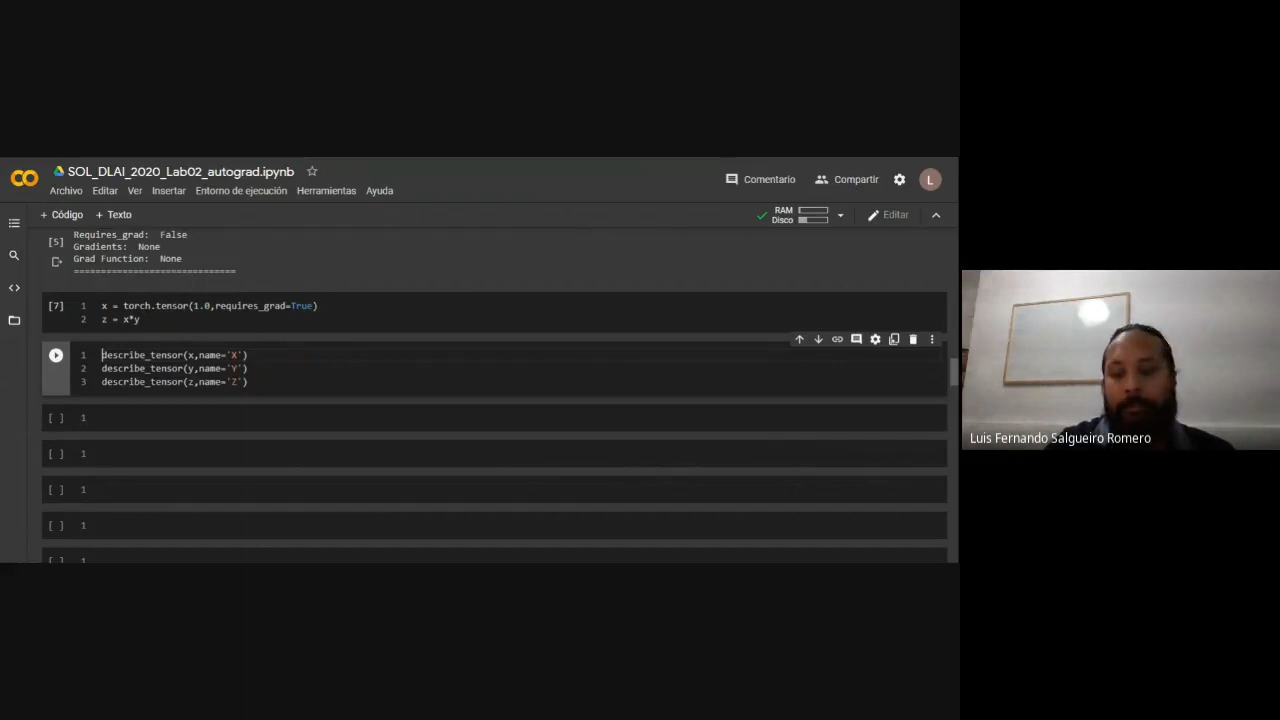 SOL_DLAI_2020_Lab02_autograd.ipynb
Comentario
Compartir
L
Archivo Editar Ver Insertar Entorno de ejecución Herramientas Ayuda
+ Código + Texto
RAM
Disco
Editar
Requires_grad: False
[5]
Gradients: None
Grad Function: None
=============================
[7] 1 x = torch.tensor(1.0,requires_grad=True)
2 z = x*y
1 describe_tensor(x,name='X')
2 describe_tensor(y,name='Y')
3 describe_tensor(z,name='Z')
[ ] 1
[ ] 1
[ ] 1
[ ] 1
[ ] 1
Luis Fernando Salgueiro Romero